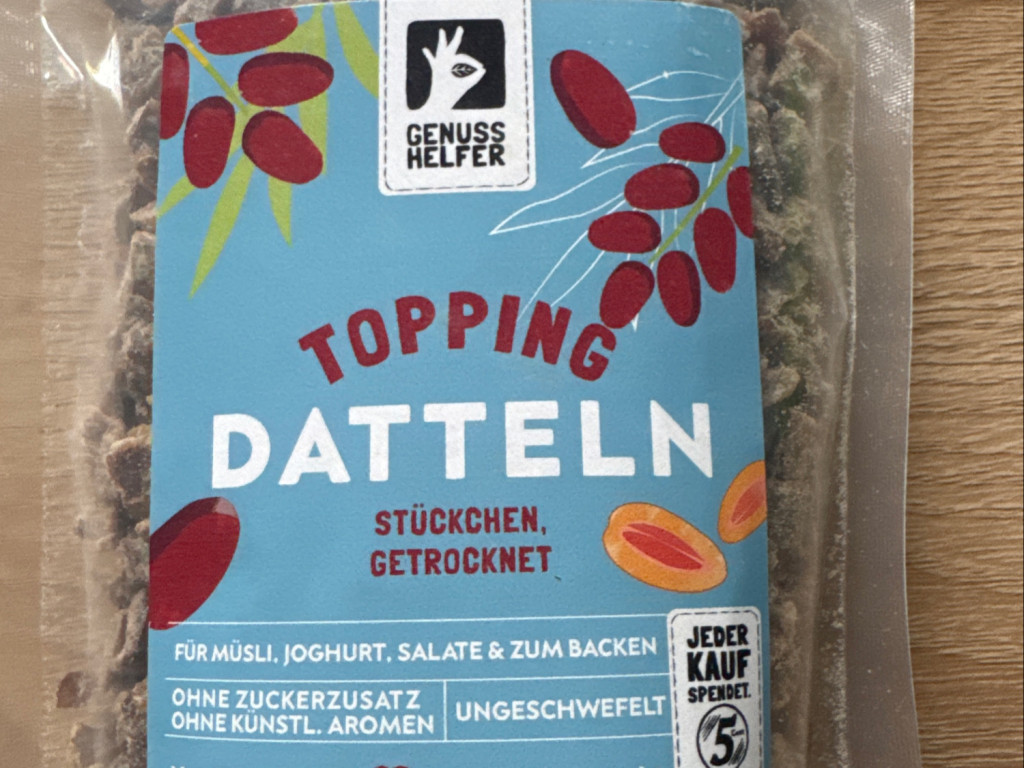 GENUSS
HELFER
TOPPING
DATTELN
STÜCKCHEN,
GETROCKNET
FÜR MÜSLI, JOGHURT, SALATE & ZUM BACKEN
OHNE ZUCKERZUSATZ
OHNE KÜNSTL. AROMEN
UNGESCHWEFELT
JEDER
KAUF
SPENDET.
5